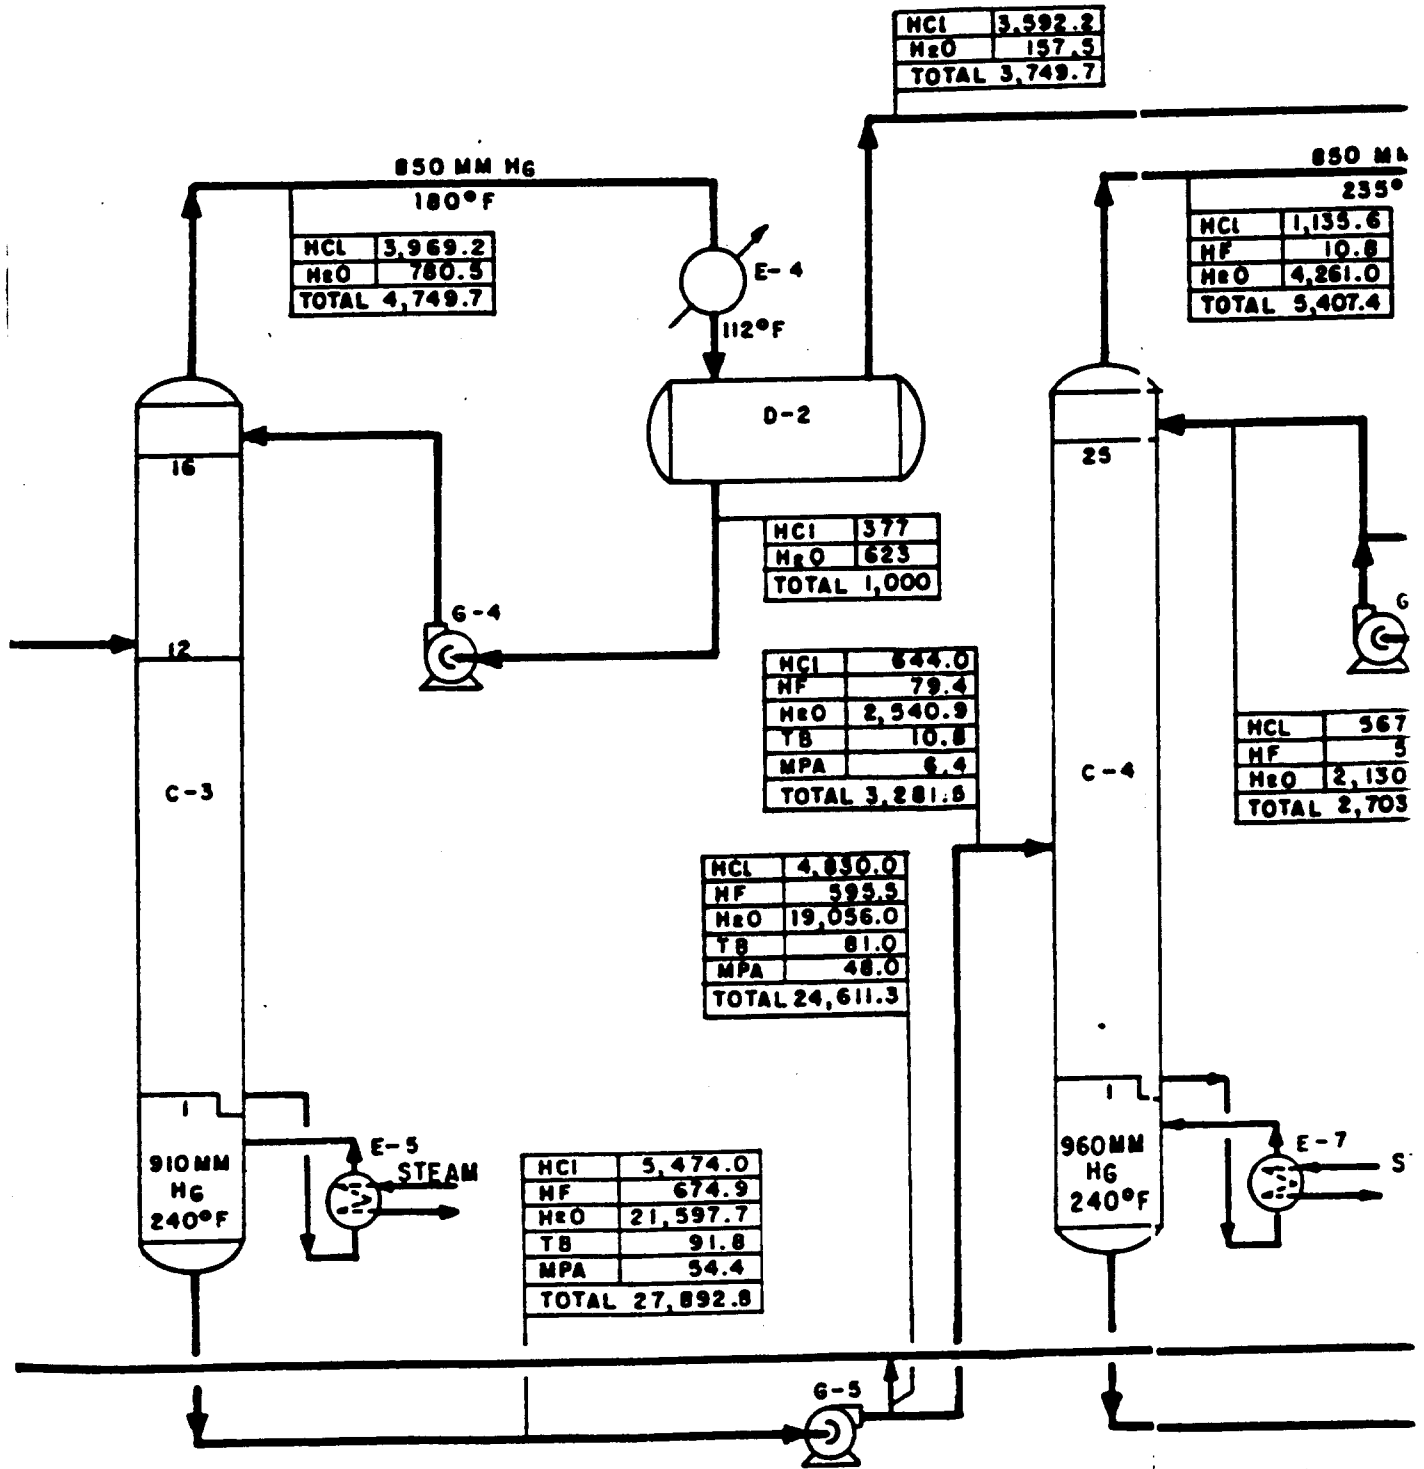 HCl 3,592.2
H2O 157.5
TOTAL 3,749.7
850 MM HG
180°F
HCL 3,969.2
H2O 780.5
TOTAL 4,749.7
E-4
112°F
D-2
850 MM
235°
HCl 1,135.6
HF 10.8
H2O 4,261.0
TOTAL 5,407.4
16
12
C-3
G-4
HCl 377
H2O 623
TOTAL 1,000
25
C-4
G
HCl 644.0
HF 79.4
H2O 2,540.9
TB 10.8
MPA 6.4
TOTAL 3,281.5
HCL 567
HF 5
H2O 2,130
TOTAL 2,703
HCL 4,830.0
HF 595.5
H2O 19,056.0
TB 81.0
MPA 48.0
TOTAL 24,611.3
1
910 MM
HG
240°F
E-5
STEAM
HCl 5,474.0
HF 674.9
H2O 21,597.7
TB 91.8
MPA 54.4
TOTAL 27,892.8
1
960 MM
HG
240°F
E-7
S
G-5